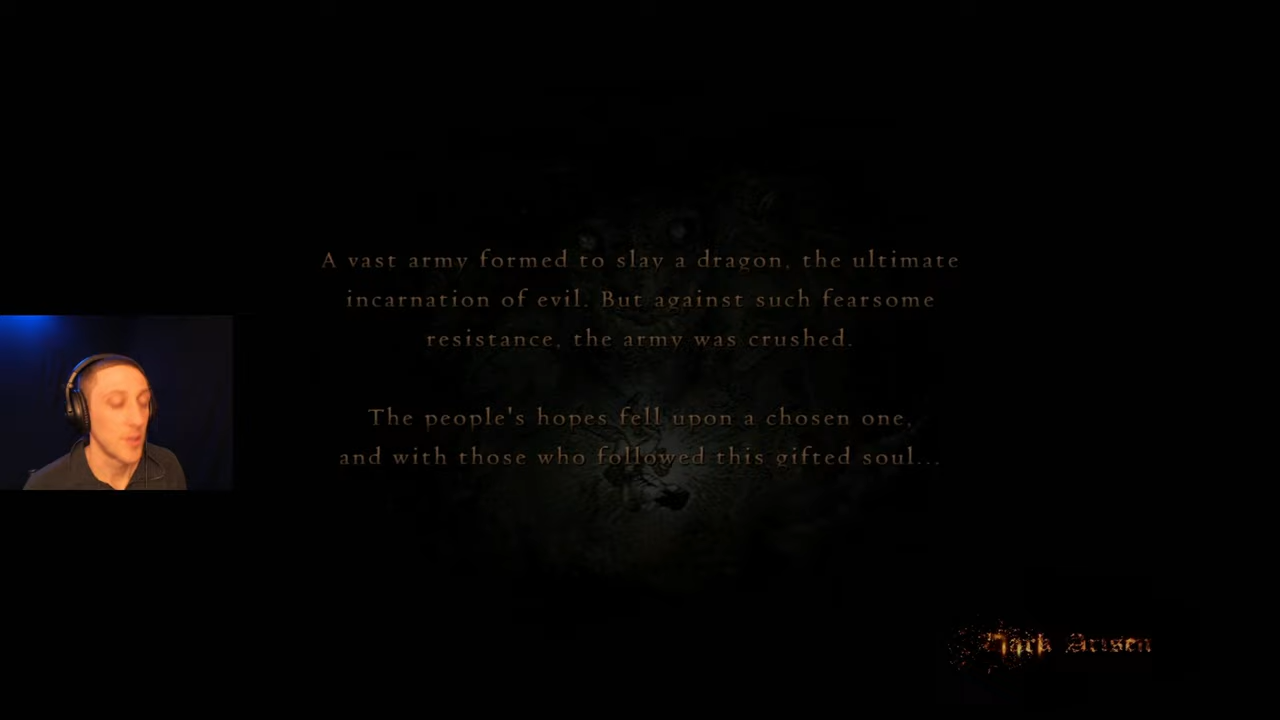 A vast army formed to slay a dragon, the ultimate
incarnation of evil. But against such fearsome
resistance, the army was crushed.
The people's hopes fell upon a chosen one,
and with those who followed this gifted soul...
Dark Arisen